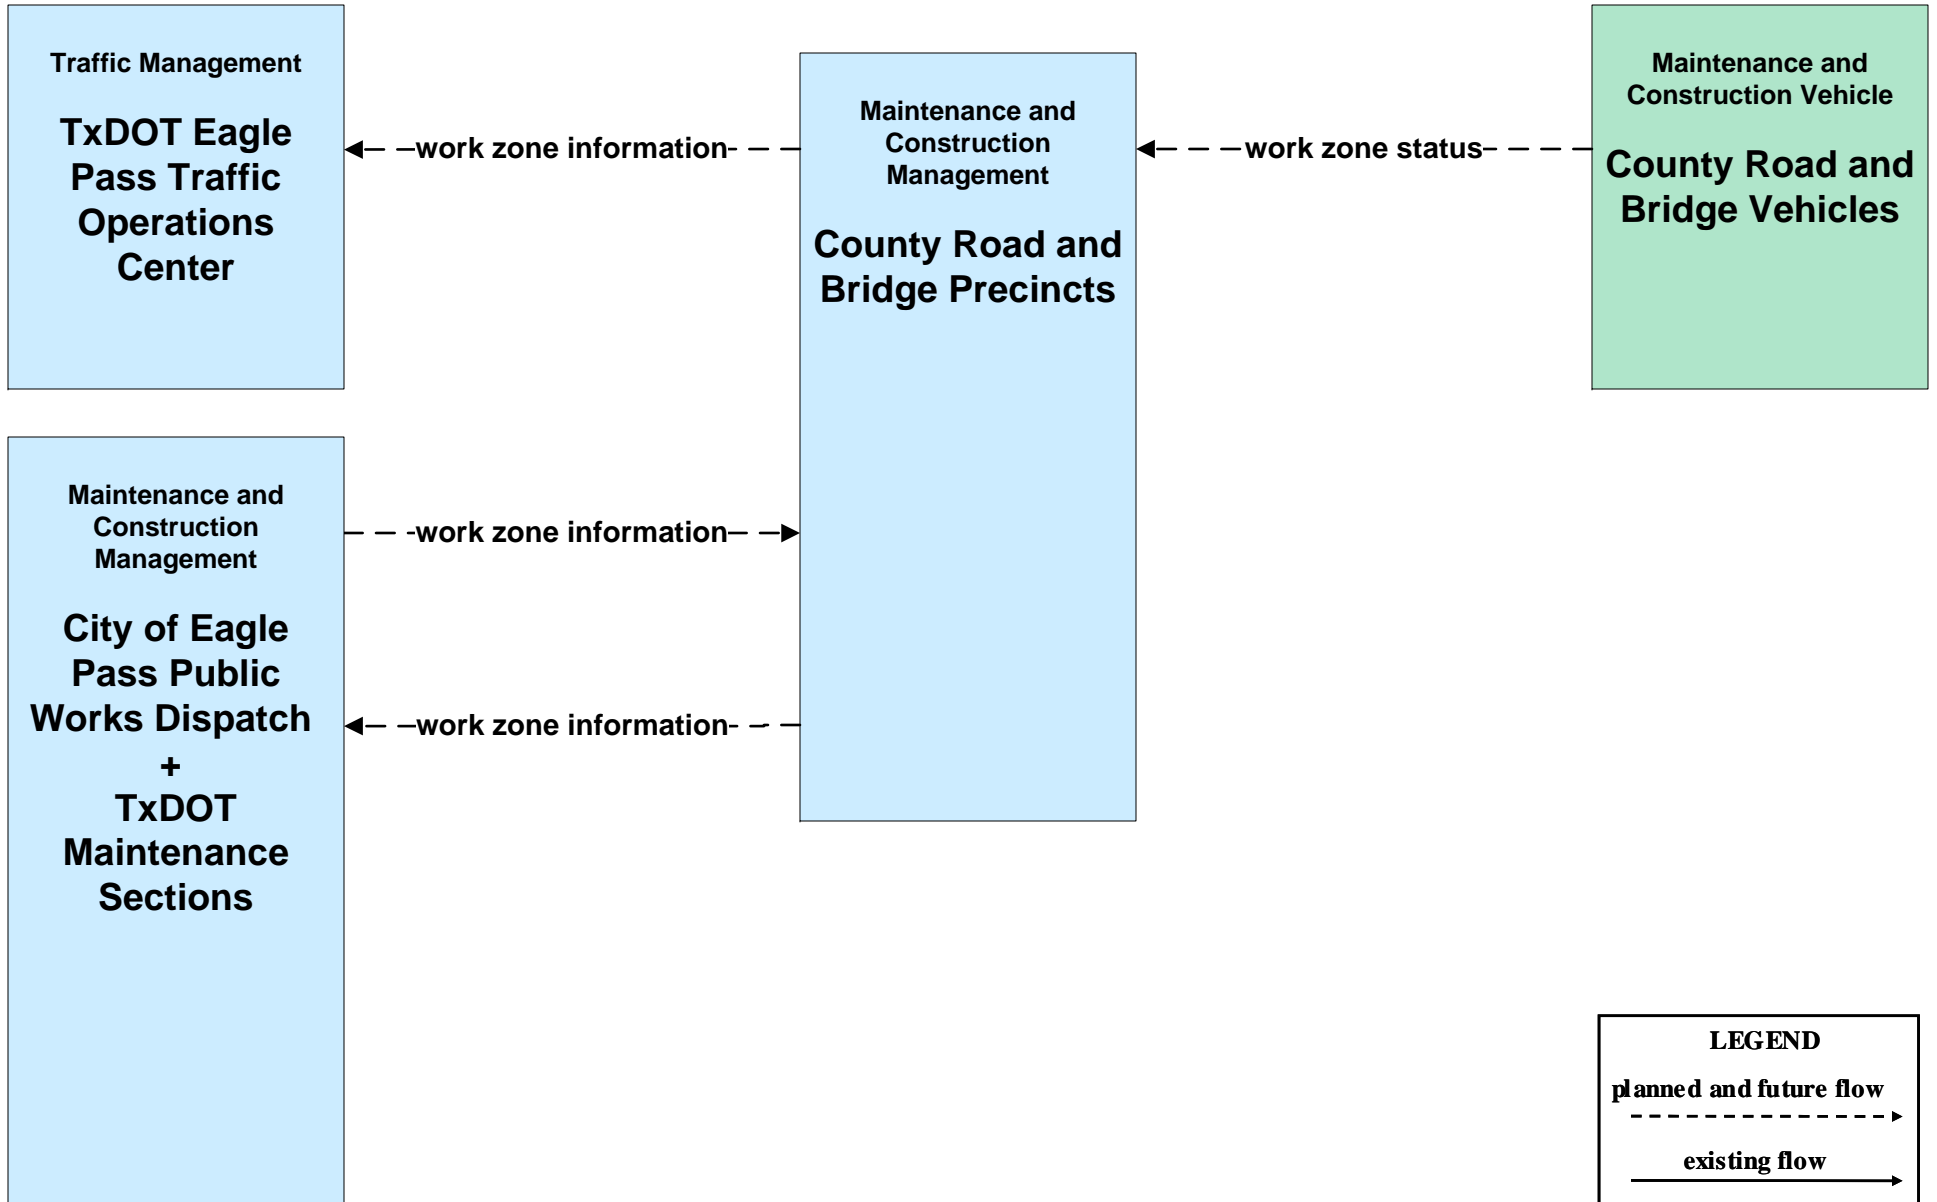 Traffic Management
TxDOT Eagle
Pass Traffic
Operations
Center
work zone information
Maintenance and
Construction
Management
County Road and
Bridge Precincts
work zone status
Maintenance and
Construction Vehicle
County Road and
Bridge Vehicles
Maintenance and
Construction
Management
City of Eagle
Pass Public
Works Dispatch
+
TxDOT
Maintenance
Sections
work zone information
work zone information
LEGEND
planned and future flow
existing flow